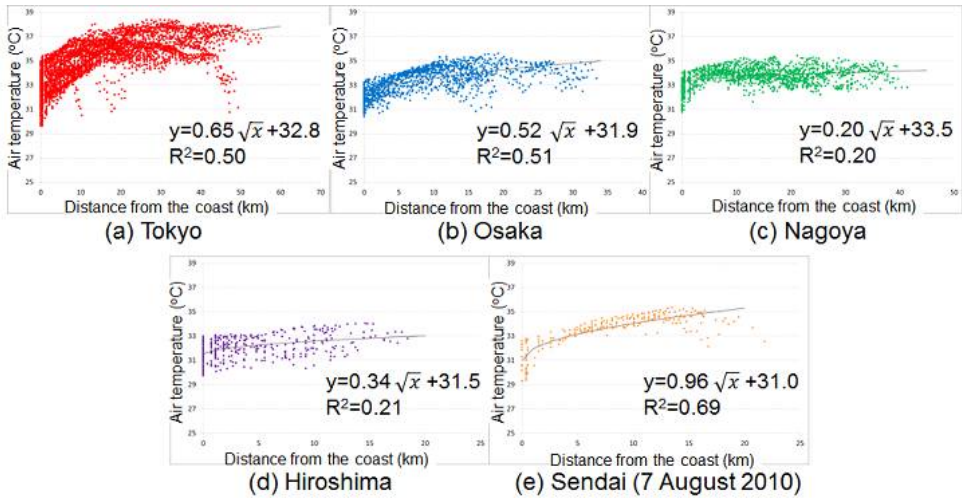 39
37
35
33
31
29
27
25
Air temperature (ºC)
y=0.65 √x +32.8
R²=0.50
0 10 20 30 40 50 60 70
Distance from the coast (km)
(a) Tokyo
39
37
35
33
31
29
27
25
Air temperature (ºC)
y=0.52 √x +31.9
R²=0.51
0 5 10 15 20 25 30 35 40
Distance from the coast (km)
(b) Osaka
39
37
35
33
31
29
27
25
Air temperature (ºC)
y=0.20 √x +33.5
R²=0.20
0 10 20 30 40 50
Distance from the coast (km)
(c) Nagoya
39
37
35
33
31
29
27
25
Air temperature (ºC)
y=0.34 √x +31.5
R²=0.21
0 5 10 15 20 25
Distance from the coast (km)
(d) Hiroshima
39
37
35
33
31
29
27
25
Air temperature (ºC)
y=0.96 √x +31.0
R²=0.69
0 5 10 15 20 25
Distance from the coast (km)
(e) Sendai (7 August 2010)